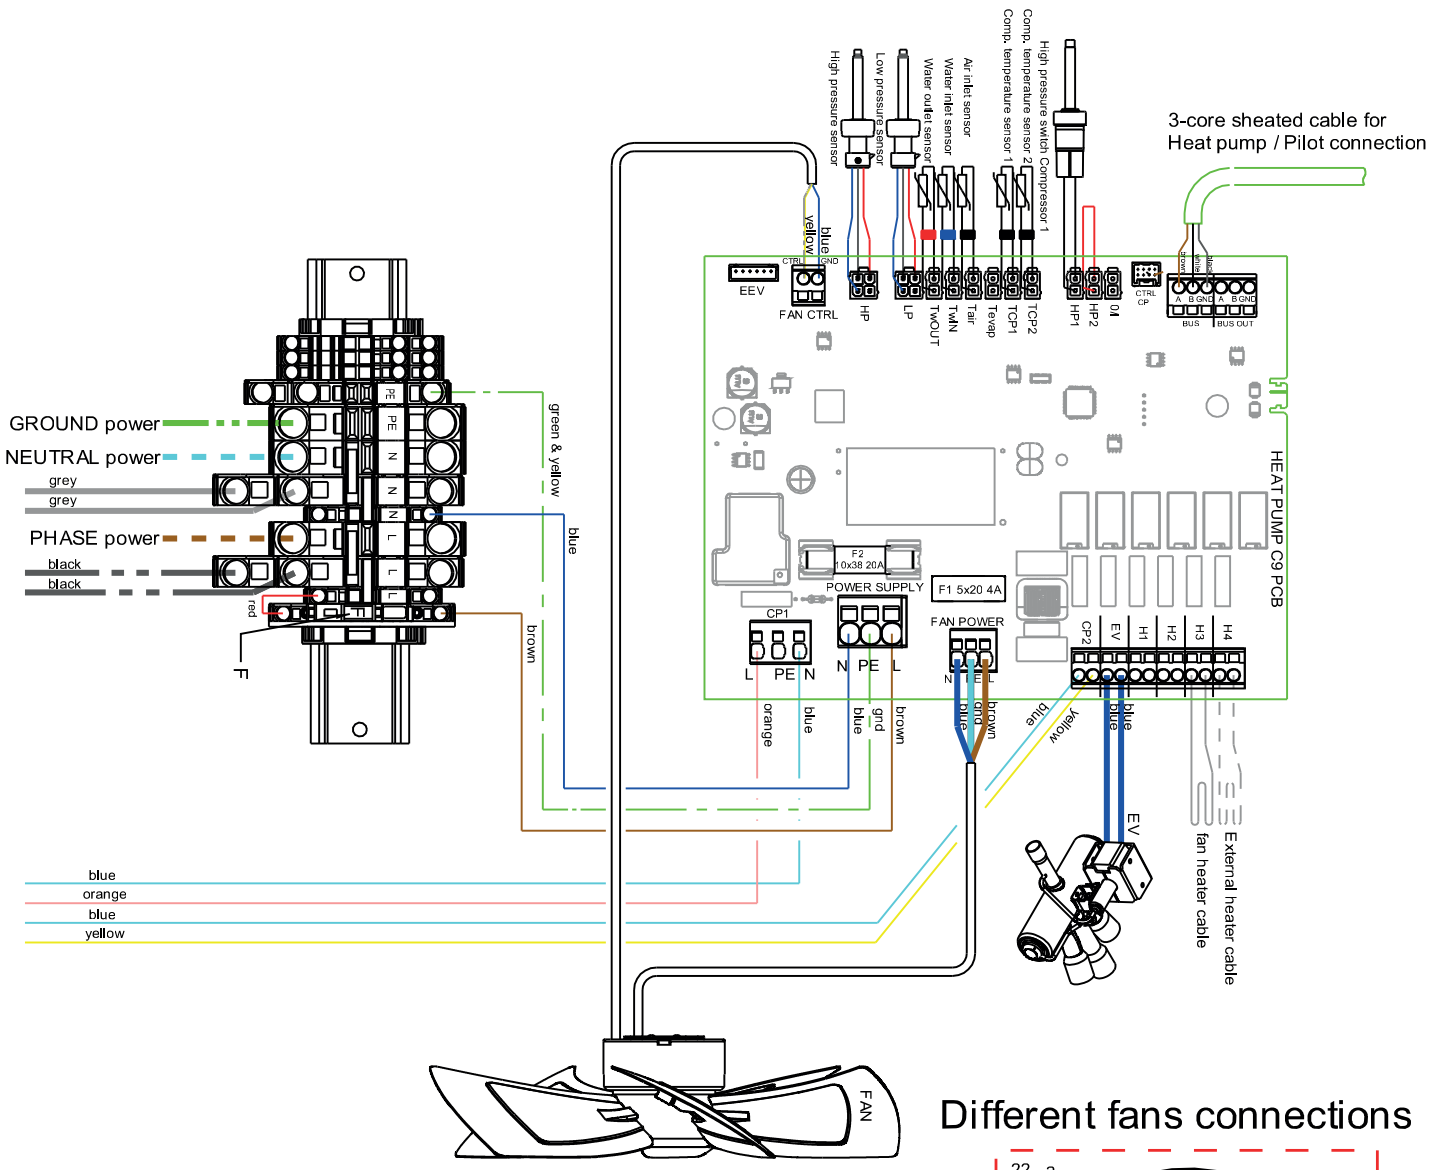 High pressure sensor
Low pressure sensor
Water outlet sensor
Water inlet sensor
Air inlet sensor
Comp. temperature sensor 1
Comp. temperature sensor 2
High pressure switch Compressor 1
3-core sheated cable for
Heat pump / Pilot connection
yellow
blue
brown
white
black
CTRL
GND
EEV
FAN CTRL
HP
LP
TwOUT
TwIN
Tair
Tevap
TCP1
TCP2
HP1
HP2
0/I
CTRL
CP
A
B
GND
A
B
GND
BUS
BUS OUT
GROUND power
NEUTRAL power
grey
grey
PHASE power
black
black
red
PE
PE
N
N
N
L
L
L
F
F
green & yellow
blue
brown
HEAT PUMP C9 PCB
F2
10x38 20A
POWER SUPPLY
F1 5x20 4A
FAN POWER
CP1
L PE N
N PE L
N PE L
CP2
EV
H1
H2
H3
H4
orange
blue
blue
gnd
brown
blue
gnd
brown
blue
yellow
blue
blue
EV
fan heater cable
External heater cable
blue
orange
blue
yellow
FAN
Different fans connections